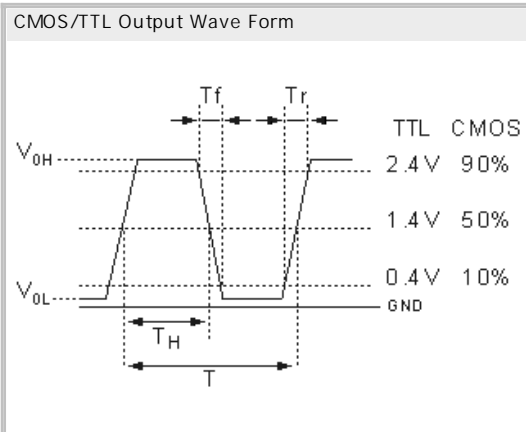 CMOS/TTL Output Wave Form
Tf Tr
TTL CMOS
V0H
2.4V 90%
1.4V 50%
0.4V 10%
V0L
GND
TH
T